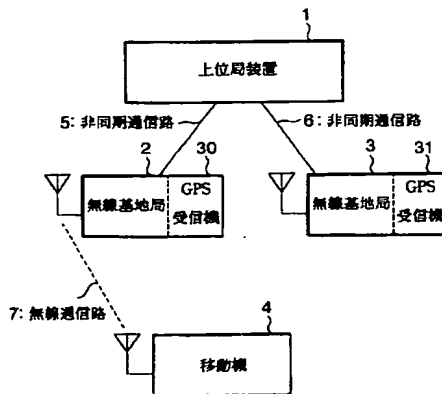 1
上位局装置
5：非同期通信路
6：非同期通信路
2
30
3
31
無線基地局
GPS
受信機
無線基地局
GPS
受信機
7：無線通信路
4
移動機